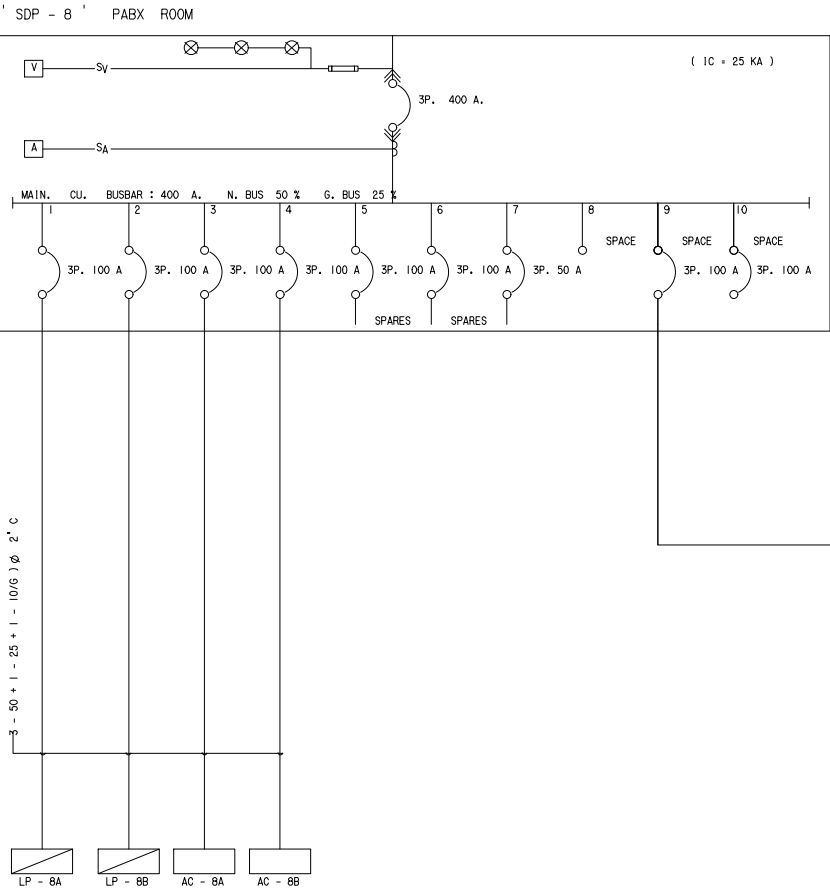 ' SDP - 8 ' PABX ROOM
( IC = 25 KA )
V SV
3P. 400 A.
A SA
MAIN. CU. BUSBAR : 400 A. N. BUS 50 % G. BUS 25 %
1 2 3 4 5 6 7 8 9 10
SPACE SPACE SPACE
3P. 100 A 3P. 100 A 3P. 100 A 3P. 100 A 3P. 100 A 3P. 100 A 3P. 50 A 3P. 100 A 3P. 100 A
SPARES SPARES
3 - 50 + 1 - 25 + 1 - 10/G ) Ø 2" C
LP - 8A LP - 8B AC - 8A AC - 8B